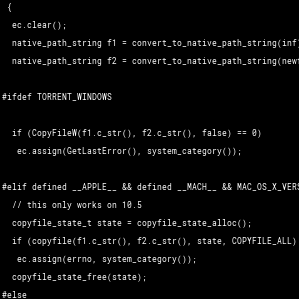 {
ec.clear();
native_path_string f1 = convert_to_native_path_string(inf
native_path_string f2 = convert_to_native_path_string(newf
#ifdef TORRENT_WINDOWS
if (CopyFileW(f1.c_str(), f2.c_str(), false) == 0)
ec.assign(GetLastError(), system_category());
#elif defined __APPLE__ && defined __MACH__ && MAC_OS_X_VERS
// this only works on 10.5
copyfile_state_t state = copyfile_state_alloc();
if (copyfile(f1.c_str(), f2.c_str(), state, COPYFILE_ALL)
ec.assign(errno, system_category());
copyfile_state_free(state);
#else